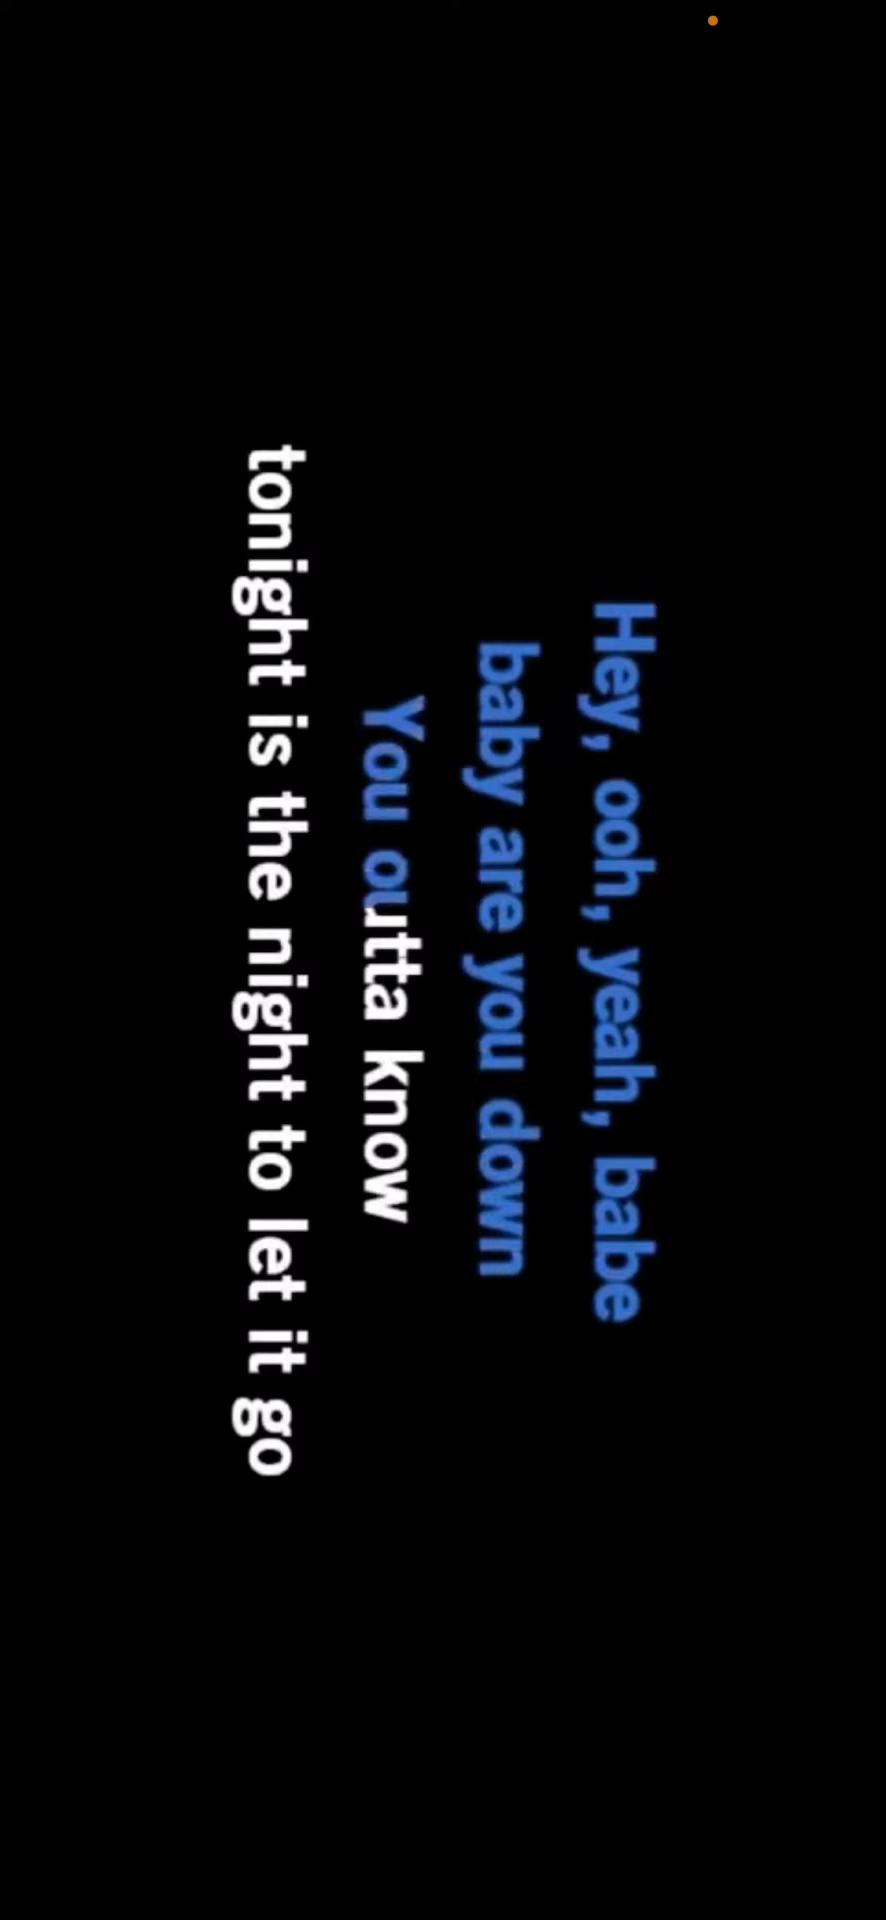 Hey, ooh, yeah, babe
baby are you down
You outta know
tonight is the night to let it go